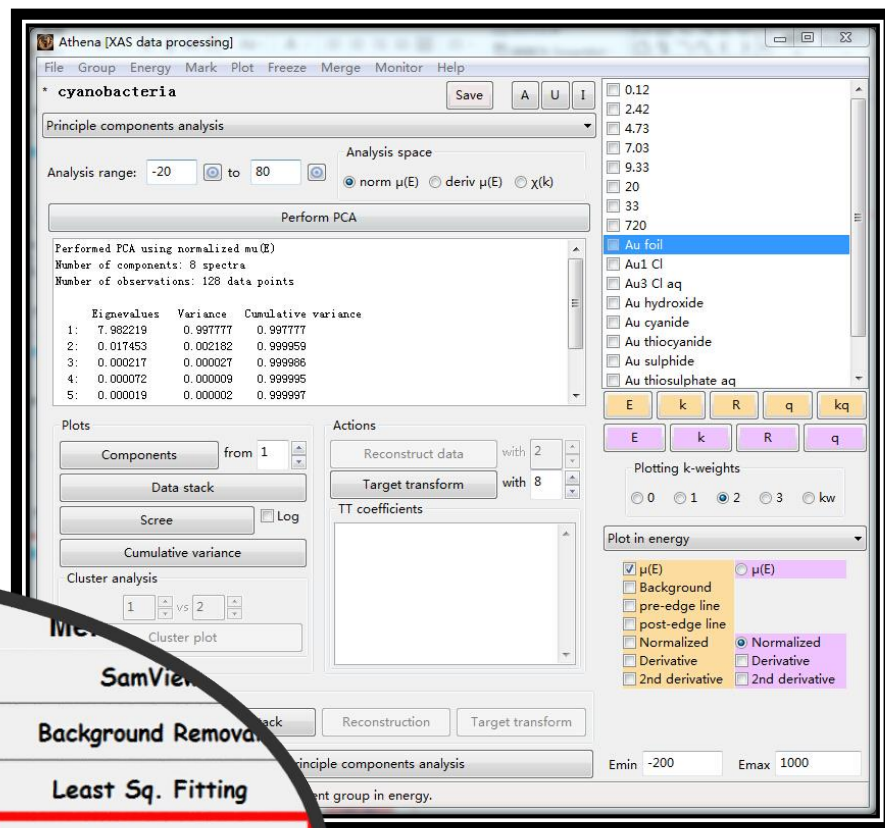 Athena [XAS data processing]
File Group Energy Mark Plot Freeze Merge Monitor Help
* cyanobacteria
Save A U I
Principle components analysis
Analysis range: -20 to 80
Analysis space
norm μ(E) deriv μ(E) χ(k)
Perform PCA
Performed PCA using normalized mu(E)
Number of components: 8 spectra
Number of observations: 128 data points
Eignevalues Variance Cumulative variance
1: 7.982219 0.997777 0.997777
2: 0.017453 0.002182 0.999959
3: 0.000217 0.000027 0.999986
4: 0.000072 0.000009 0.999995
5: 0.000019 0.000002 0.999997
Plots
Components from 1
Data stack
Scree Log
Cumulative variance
Cluster analysis
1 vs 2
Cluster plot
Actions
Reconstruct data with 2
Target transform with 8
TT coefficients
Reconstruction Target transform
components analysis
group in energy.
0.12
2.42
4.73
7.03
9.33
20
33
720
Au foil
Au1 Cl
Au3 Cl aq
Au hydroxide
Au cyanide
Au thiocyanide
Au sulphide
Au thiosulphate aq
E k R q kq
E k R q
Plotting k-weights
0 1 2 3 kw
Plot in energy
μ(E) μ(E)
Background
pre-edge line
post-edge line
Normalized Normalized
Derivative Derivative
2nd derivative 2nd derivative
Emin -200 Emax 1000
SamView
Background Removal
Least Sq. Fitting